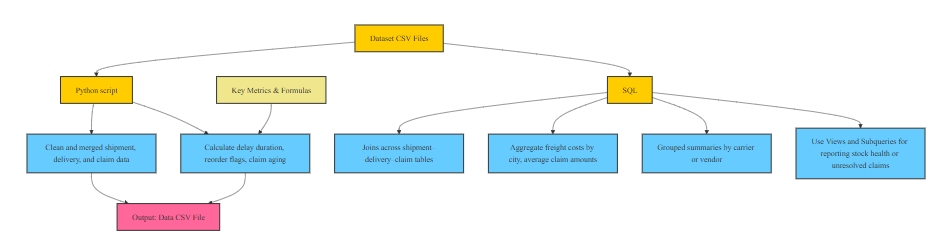 Dataset CSV Files
Python script
Key Metrics & Formulas
SQL
Clean and merged shipment,
delivery, and claim data
Calculate delay duration,
reorder flags, claim aging
Joins across shipment–
delivery–claim tables
Aggregate freight costs by
city, average claim amounts
Grouped summaries by carrier
or vendor
Use Views and Subqueries for
reporting stock health or
unresolved claims
Output: Data CSV File